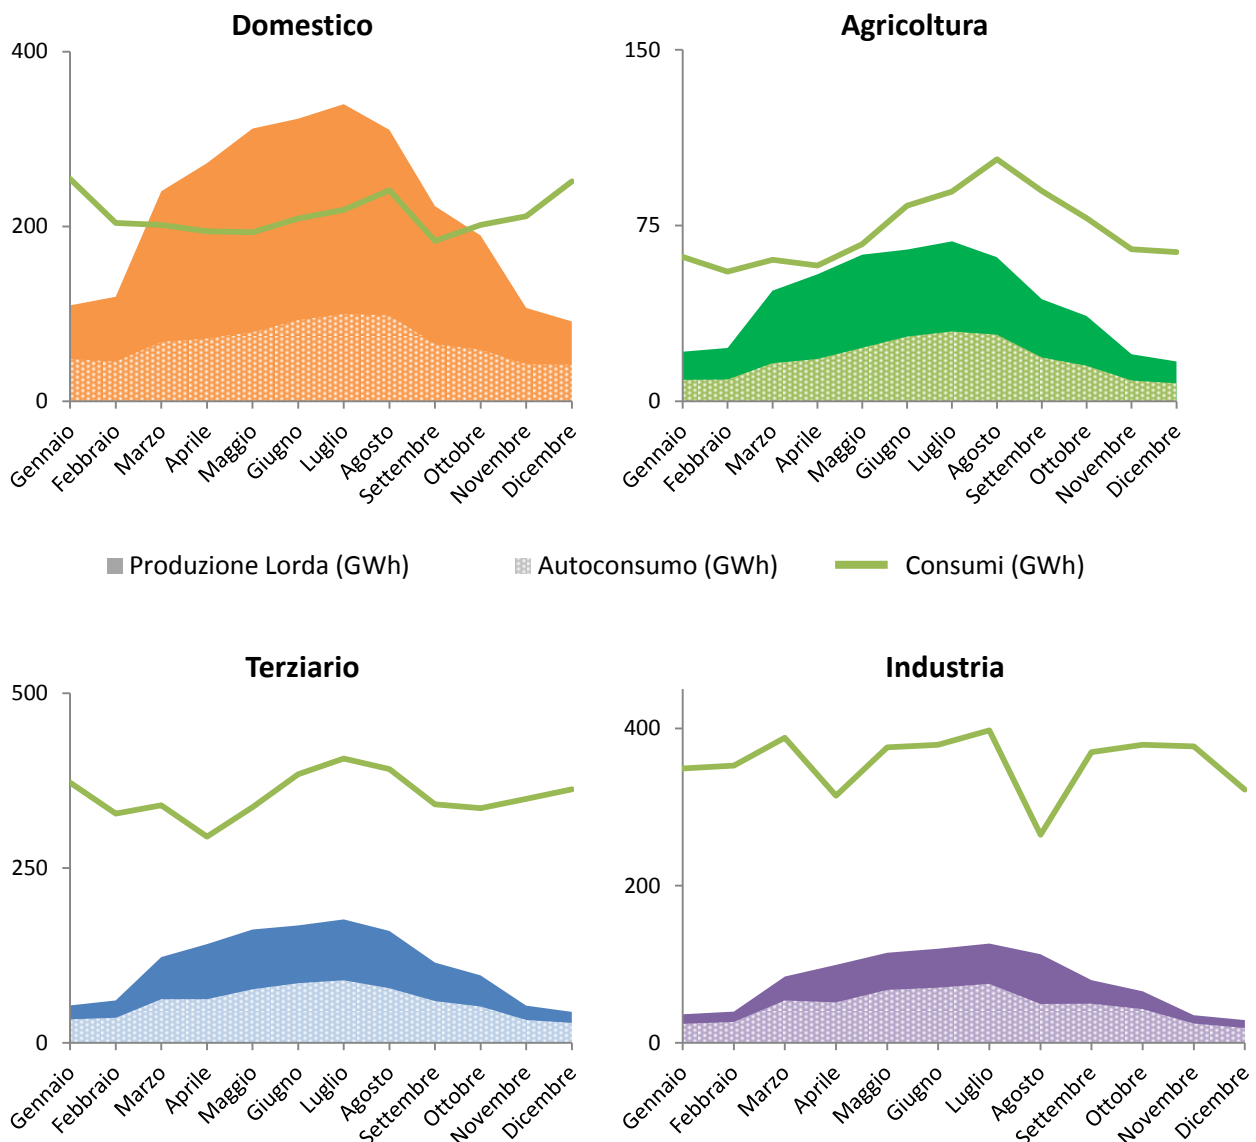 Domestico
400
200
0
Gennaio
Febbraio
Marzo
Aprile
Maggio
Giugno
Luglio
Agosto
Settembre
Ottobre
Novembre
Dicembre
Agricoltura
150
75
0
Gennaio
Febbraio
Marzo
Aprile
Maggio
Giugno
Luglio
Agosto
Settembre
Ottobre
Novembre
Dicembre
Produzione Lorda (GWh)
Autoconsumo (GWh)
Consumi (GWh)
Terziario
500
250
0
Gennaio
Febbraio
Marzo
Aprile
Maggio
Giugno
Luglio
Agosto
Settembre
Ottobre
Novembre
Dicembre
Industria
400
200
0
Gennaio
Febbraio
Marzo
Aprile
Maggio
Giugno
Luglio
Agosto
Settembre
Ottobre
Novembre
Dicembre